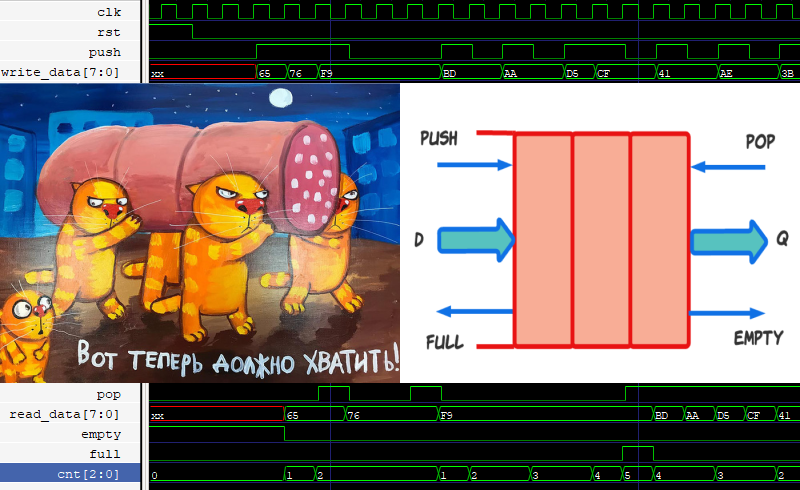 clk
rst
push
write_data[7:0] xx 65 76 F9 BD AA D5 CF 41 AE 3B
PUSH POP
D Q
FULL EMPTY
Вот теперь должно хватить!
pop
read_data[7:0] xx 65 76 F9 BD AA D5 CF 41
empty
full
cnt[2:0] 0 1 2 1 2 3 4 5 4 3 2